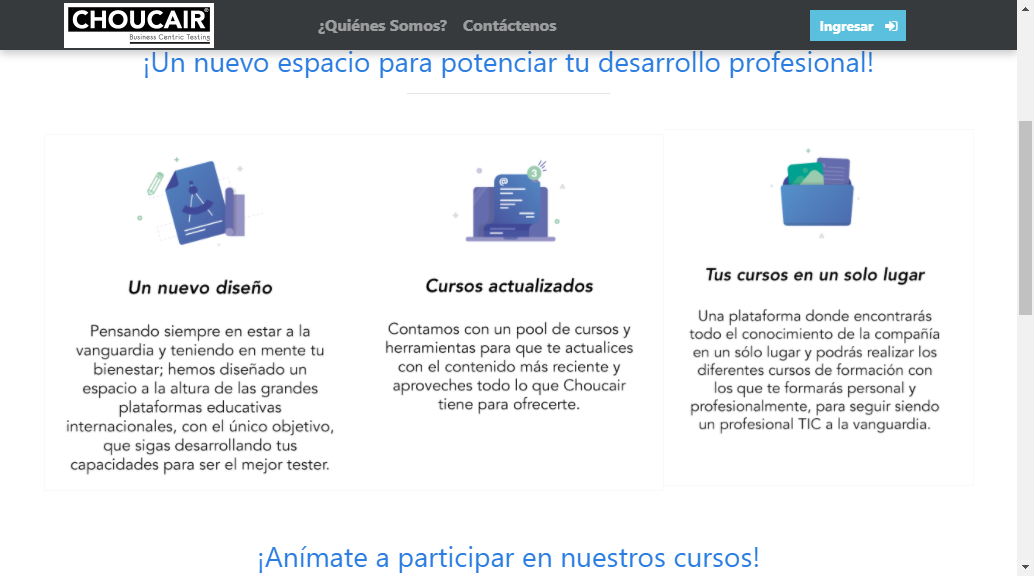 CHOUCAIR®
Business Centric Testing
¿Quiénes Somos? Contáctenos
Ingresar
¡Un nuevo espacio para potenciar tu desarrollo profesional!
Un nuevo diseño
Pensando siempre en estar a la
vanguardia y teniendo en mente tu
bienestar; hemos diseñado un
espacio a la altura de las grandes
plataformas educativas
internacionales, con el único objetivo,
que sigas desarrollando tus
capacidades para ser el mejor tester.
@
3
Cursos actualizados
Contamos con un pool de cursos y
herramientas para que te actualices
con el contenido más reciente y
aproveches todo lo que Choucair
tiene para ofrecerte.
Tus cursos en un solo lugar
Una plataforma donde encontrarás
todo el conocimiento de la compañía
en un sólo lugar y podrás realizar los
diferentes cursos de formación con
los que te formarás personal y
profesionalmente, para seguir siendo
un profesional TIC a la vanguardia.
¡Anímate a participar en nuestros cursos!